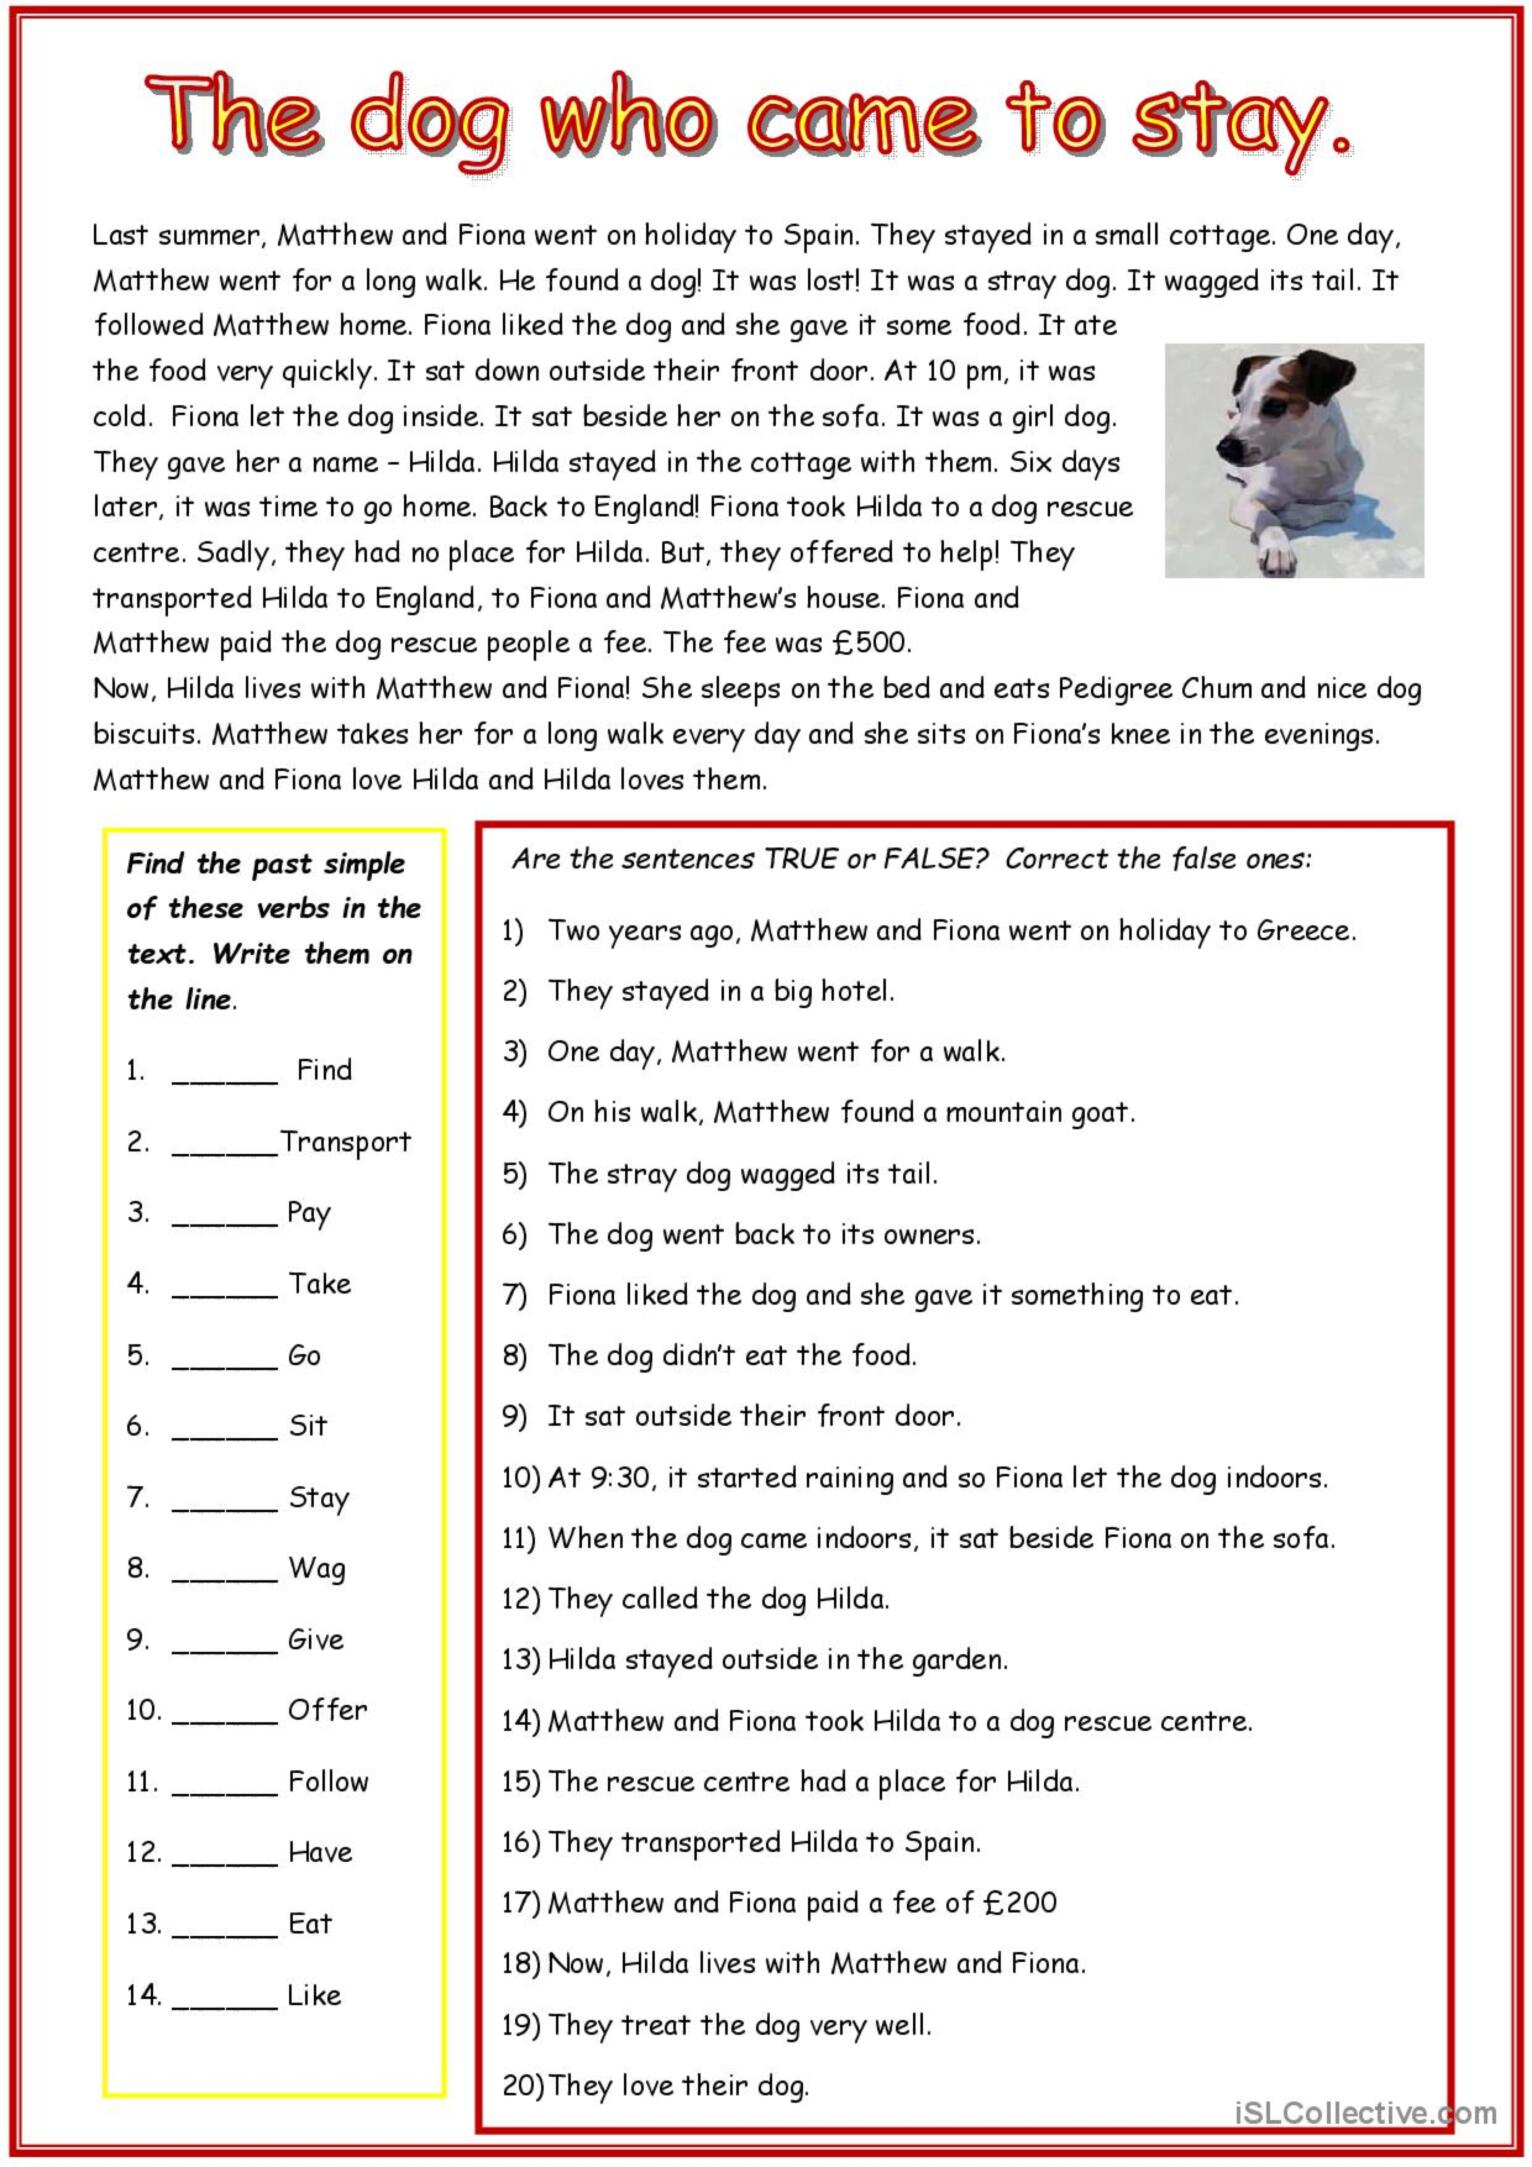 The dog who came to stay.
Last summer, Matthew and Fiona went on holiday to Spain. They stayed in a small cottage. One day,
Matthew went for a long walk. He found a dog! It was lost! It was a stray dog. It wagged its tail. It
followed Matthew home. Fiona liked the dog and she gave it some food. It ate
the food very quickly. It sat down outside their front door. At 10 pm, it was
cold. Fiona let the dog inside. It sat beside her on the sofa. It was a girl dog.
They gave her a name – Hilda. Hilda stayed in the cottage with them. Six days
later, it was time to go home. Back to England! Fiona took Hilda to a dog rescue
centre. Sadly, they had no place for Hilda. But, they offered to help! They
transported Hilda to England, to Fiona and Matthew's house. Fiona and
Matthew paid the dog rescue people a fee. The fee was £500.
Now, Hilda lives with Matthew and Fiona! She sleeps on the bed and eats Pedigree Chum and nice dog
biscuits. Matthew takes her for a long walk every day and she sits on Fiona's knee in the evenings.
Matthew and Fiona love Hilda and Hilda loves them.
Find the past simple
of these verbs in the
text. Write them on
the line.
1. ______ Find
2. ______Transport
3. ______ Pay
4. ______ Take
5. ______ Go
6. ______ Sit
7. ______ Stay
8. ______ Wag
9. ______ Give
10. ______ Offer
11. ______ Follow
12. ______ Have
13. ______ Eat
14. ______ Like
Are the sentences TRUE or FALSE? Correct the false ones:
1) Two years ago, Matthew and Fiona went on holiday to Greece.
2) They stayed in a big hotel.
3) One day, Matthew went for a walk.
4) On his walk, Matthew found a mountain goat.
5) The stray dog wagged its tail.
6) The dog went back to its owners.
7) Fiona liked the dog and she gave it something to eat.
8) The dog didn't eat the food.
9) It sat outside their front door.
10) At 9:30, it started raining and so Fiona let the dog indoors.
11) When the dog came indoors, it sat beside Fiona on the sofa.
12) They called the dog Hilda.
13) Hilda stayed outside in the garden.
14) Matthew and Fiona took Hilda to a dog rescue centre.
15) The rescue centre had a place for Hilda.
16) They transported Hilda to Spain.
17) Matthew and Fiona paid a fee of £200
18) Now, Hilda lives with Matthew and Fiona.
19) They treat the dog very well.
20) They love their dog.
iSLCollective.com